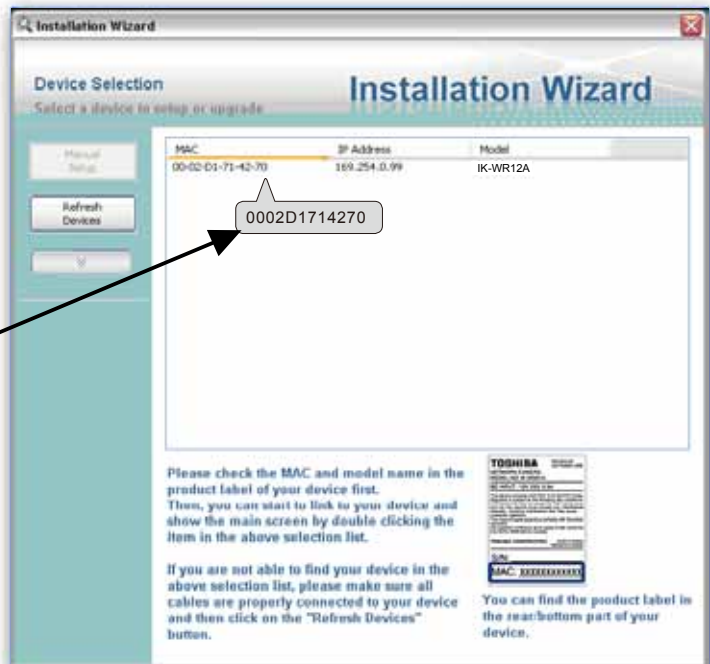 Installation Wizard
Device Selection
Select a device to setup or upgrade
Installation Wizard
Manual
Setup
Refresh
Devices
MAC IP Address Model
00-02-D1-71-42-70 169.254.0.99 IK-WR12A
0002D1714270
Please check the MAC and model name in the
product label of your device first.
Then, you can start to link to your device and
show the main screen by double clicking the
item in the above selection list.
If you are not able to find your device in the
above selection list, please make sure all
cables are properly connected to your device
and then click on the "Refresh Devices"
button.
TOSHIBA
S/N:
MAC: XXXXXXXXXXXX
You can find the product label in
the rear/bottom part of your
device.